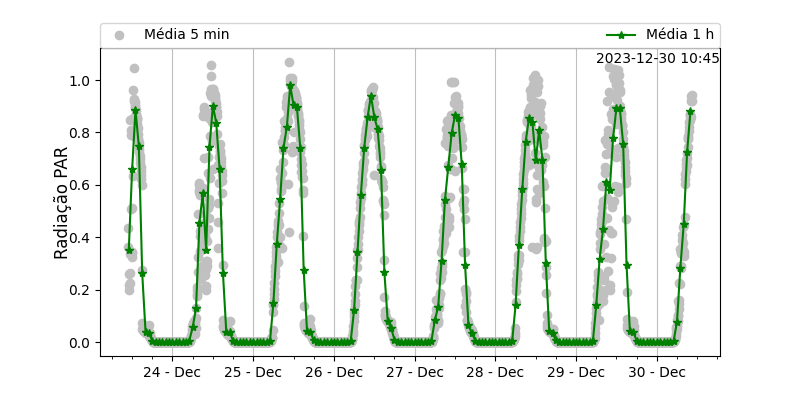 Média 5 min
Média 1 h
2023-12-30 10:45
Radiação PAR
1.0
0.8
0.6
0.4
0.2
0.0
24 - Dec
25 - Dec
26 - Dec
27 - Dec
28 - Dec
29 - Dec
30 - Dec